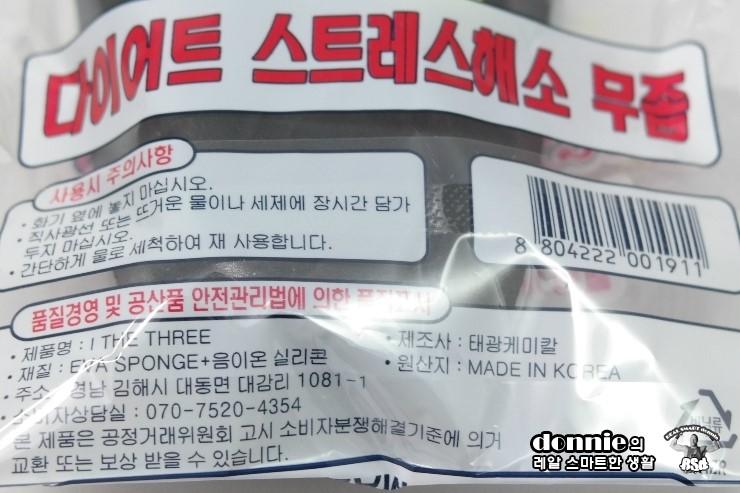 다이어트 스트레스해소 무좀
사용시 주의사항
· 화기 옆에 놓지 마십시오.
· 직사광선 또는 뜨거운 물이나 세제에 장시간 담가
두지 마십시오.
· 간단하게 물로 세척하여 재 사용합니다.
8 804222 001911
품질경영 및 공산품 안전관리법에 의한 품질표시
· 제품명 : I THE THREE
· 재질 : EVA SPONGE+음이온 실리콘
· 주소 : 경남 김해시 대동면 대감리 1081-1
· 소비자상담실 : 070-7520-4354
본 제품은 공정거래위원회 고시 소비자분쟁해결기준에 의거
교환 또는 보상 받을 수 있습니다.
· 제조사 : 태광케미칼
· 원산지 : MADE IN KOREA
비닐류
donnie의
레알 스마트한 생활
RSD